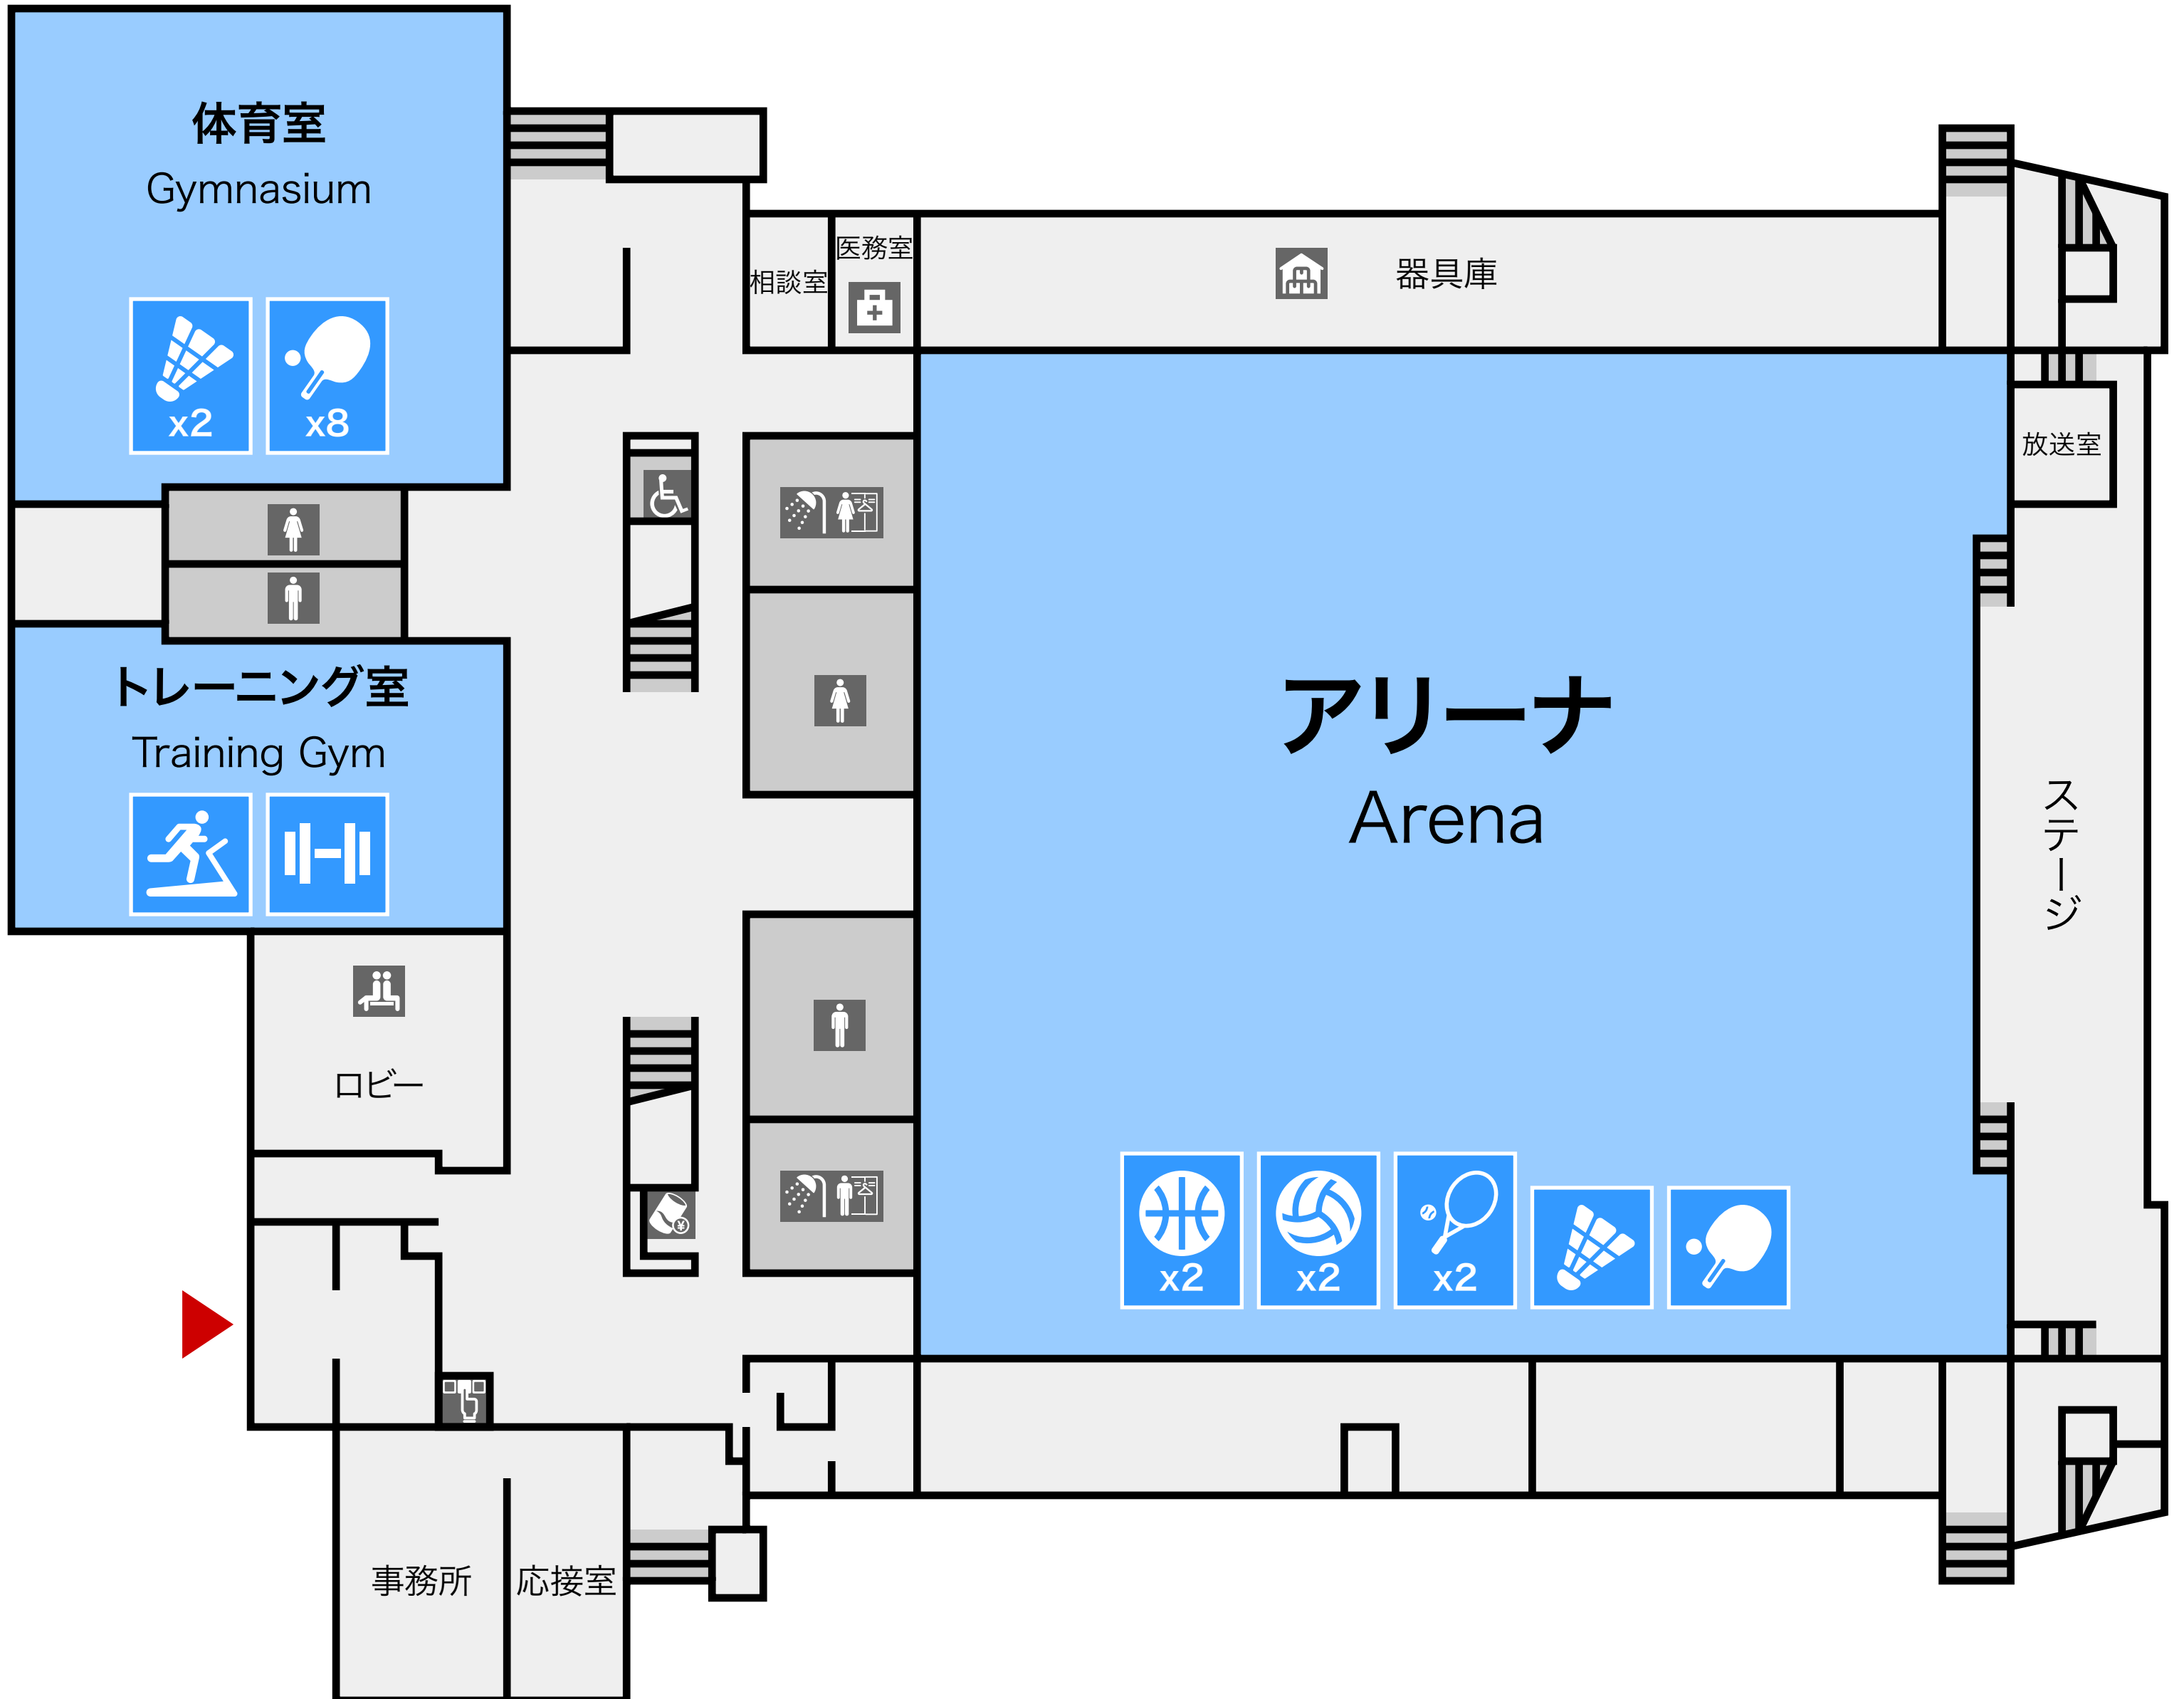 体育室
Gymnasium
x2
x8
相談室
医務室
器具庫
放送室
トレーニング室
Training Gym
アリーナ
Arena
ステージ
ロビー
¥
x2
x2
x2
事務所
応接室